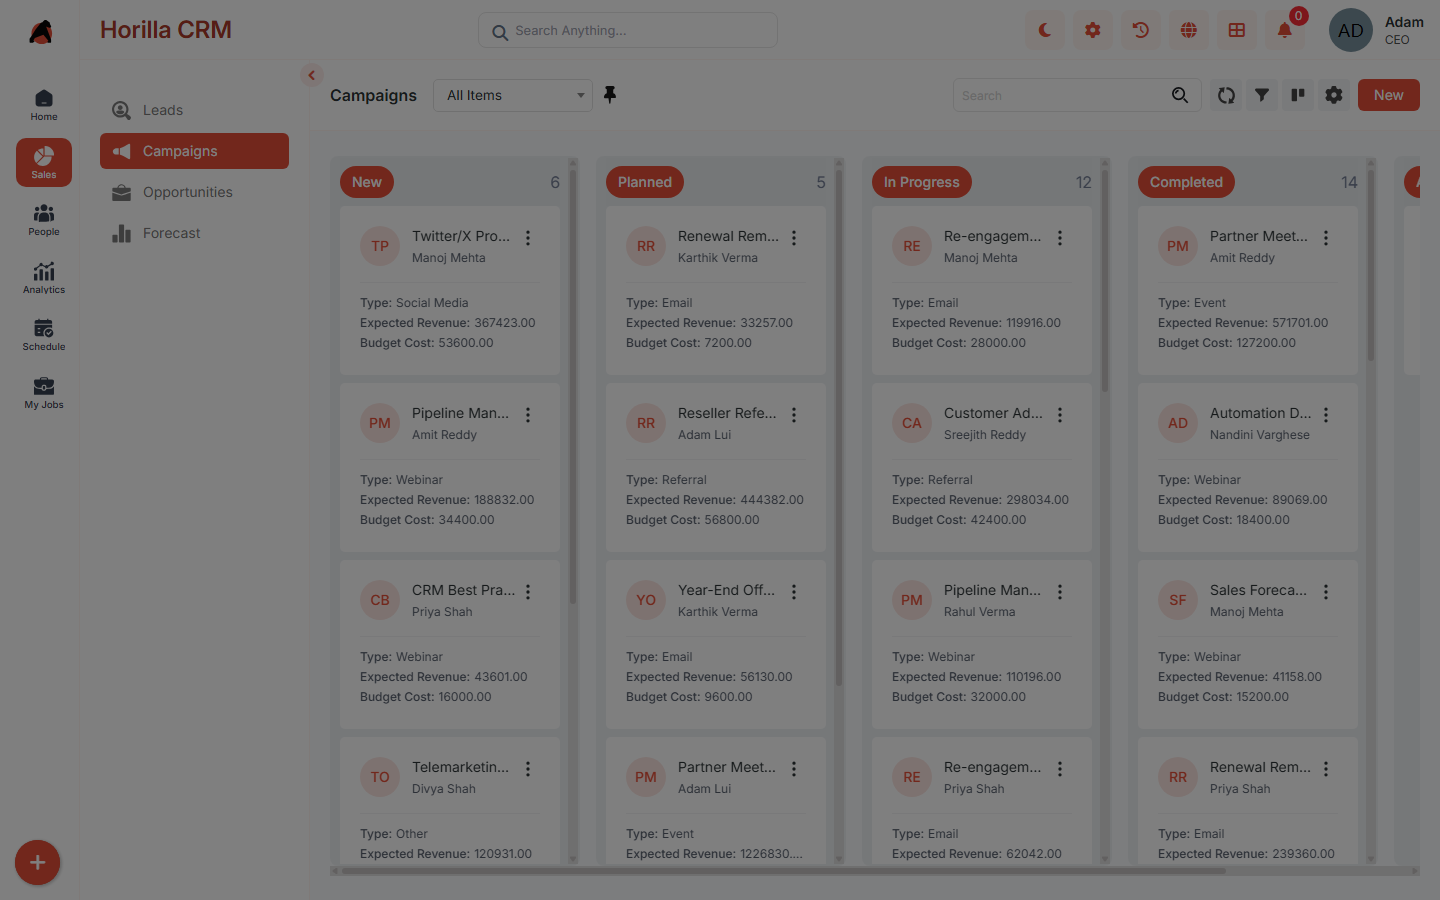 Horilla CRM
Search Anything...
0
AD
Adam
CEO
Home
Sales
People
Analytics
Schedule
My Jobs
Leads
Campaigns
Opportunities
Forecast
Campaigns
All Items
Search
New
New
6
TP
Twitter/X Pro...
Manoj Mehta
Type: Social Media
Expected Revenue: 367423.00
Budget Cost: 53600.00
PM
Pipeline Man...
Amit Reddy
Type: Webinar
Expected Revenue: 188832.00
Budget Cost: 34400.00
CB
CRM Best Pra...
Priya Shah
Type: Webinar
Expected Revenue: 43601.00
Budget Cost: 16000.00
TO
Telemarketin...
Divya Shah
Type: Other
Expected Revenue: 120931.00
Planned
5
RR
Renewal Rem...
Karthik Verma
Type: Email
Expected Revenue: 33257.00
Budget Cost: 7200.00
RR
Reseller Refe...
Adam Lui
Type: Referral
Expected Revenue: 444382.00
Budget Cost: 56800.00
YO
Year-End Off...
Karthik Verma
Type: Email
Expected Revenue: 56130.00
Budget Cost: 9600.00
PM
Partner Meet...
Adam Lui
Type: Event
Expected Revenue: 1226830....
In Progress
12
RE
Re-engagem...
Manoj Mehta
Type: Email
Expected Revenue: 119916.00
Budget Cost: 28000.00
CA
Customer Ad...
Sreejith Reddy
Type: Referral
Expected Revenue: 298034.00
Budget Cost: 42400.00
PM
Pipeline Man...
Rahul Verma
Type: Webinar
Expected Revenue: 110196.00
Budget Cost: 32000.00
RE
Re-engagem...
Priya Shah
Type: Email
Expected Revenue: 62042.00
Completed
14
PM
Partner Meet...
Amit Reddy
Type: Event
Expected Revenue: 571701.00
Budget Cost: 127200.00
AD
Automation D...
Nandini Varghese
Type: Webinar
Expected Revenue: 89069.00
Budget Cost: 18400.00
SF
Sales Foreca...
Manoj Mehta
Type: Webinar
Expected Revenue: 41158.00
Budget Cost: 15200.00
RR
Renewal Rem...
Priya Shah
Type: Email
Expected Revenue: 239360.00